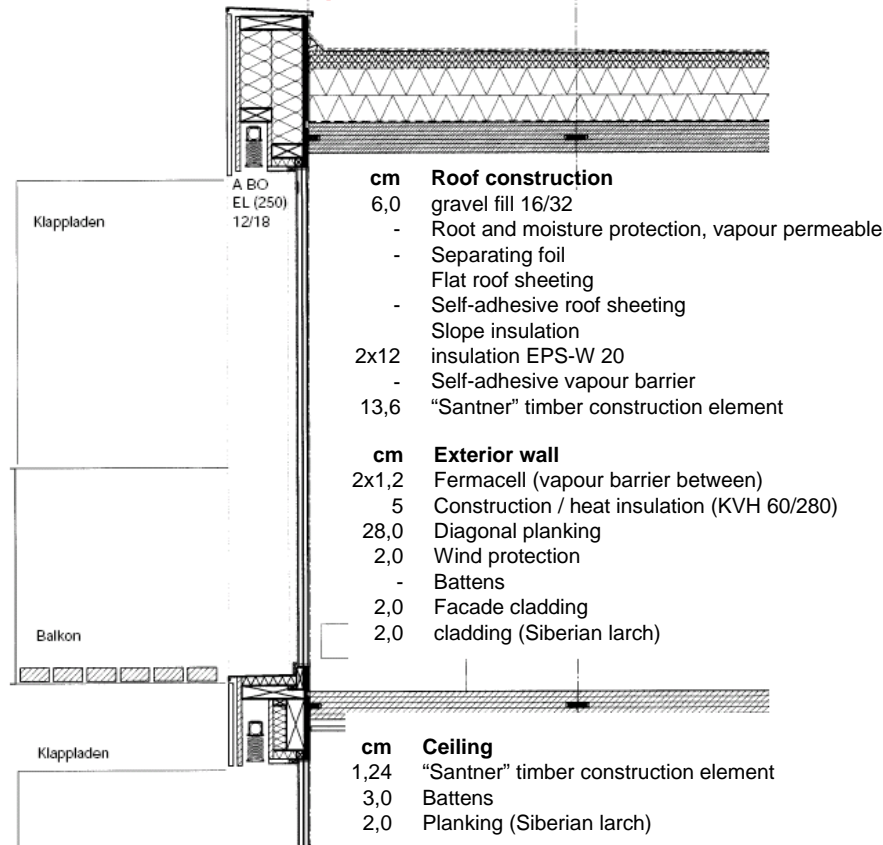 A BO
EL (250)
12/18
Klappladen
cm Roof construction
6,0 gravel fill 16/32
- Root and moisture protection, vapour permeable
- Separating foil
Flat roof sheeting
- Self-adhesive roof sheeting
Slope insulation
2x12 insulation EPS-W 20
- Self-adhesive vapour barrier
13,6 “Santner” timber construction element
cm Exterior wall
2x1,2 Fermacell (vapour barrier between)
5 Construction / heat insulation (KVH 60/280)
28,0 Diagonal planking
2,0 Wind protection
- Battens
2,0 Facade cladding
2,0 cladding (Siberian larch)
Balkon
Klappladen
cm Ceiling
1,24 “Santner” timber construction element
3,0 Battens
2,0 Planking (Siberian larch)